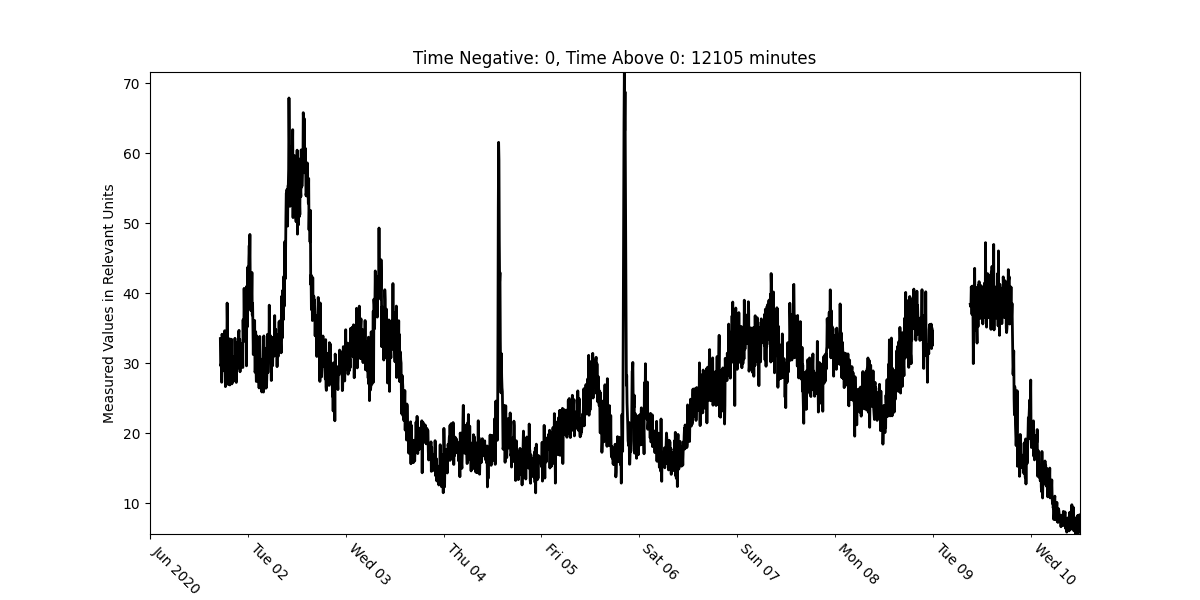 Time Negative: 0, Time Above 0: 12105 minutes
Measured Values in Relevant Units
70
60
50
40
30
20
10
Jun 2020
Tue 02
Wed 03
Thu 04
Fri 05
Sat 06
Sun 07
Mon 08
Tue 09
Wed 10